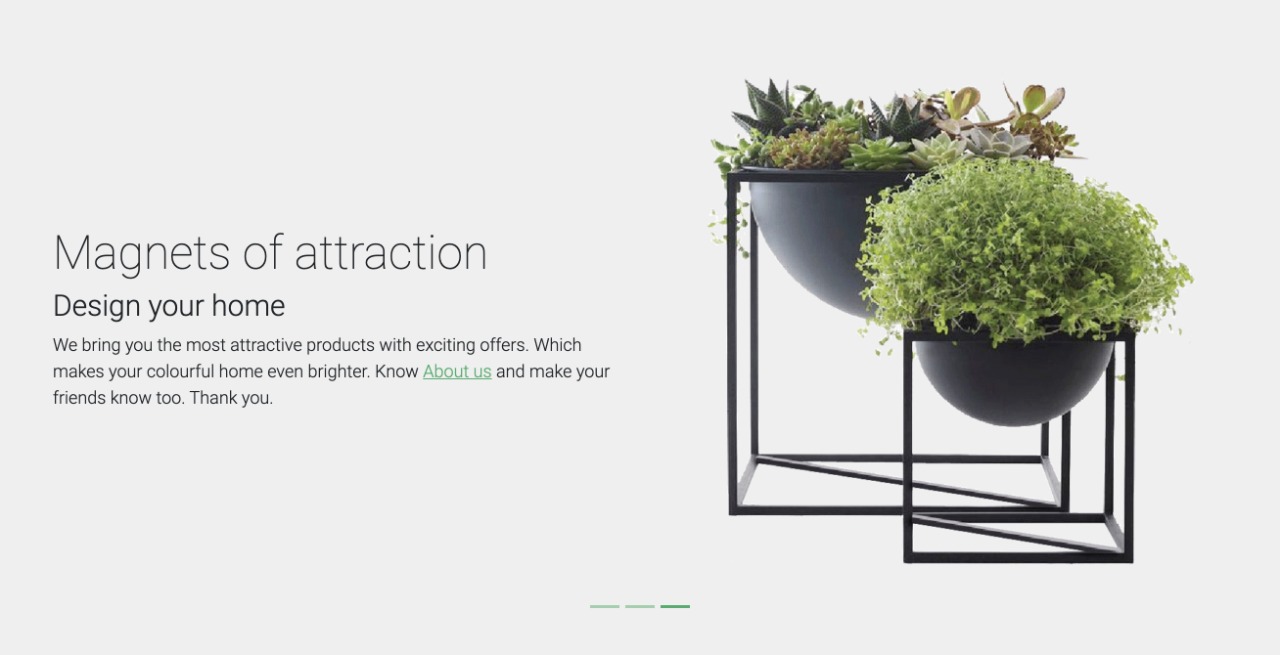 Magnets of attraction
Design your home
We bring you the most attractive products with exciting offers. Which
makes your colourful home even brighter. Know About us and make your
friends know too. Thank you.